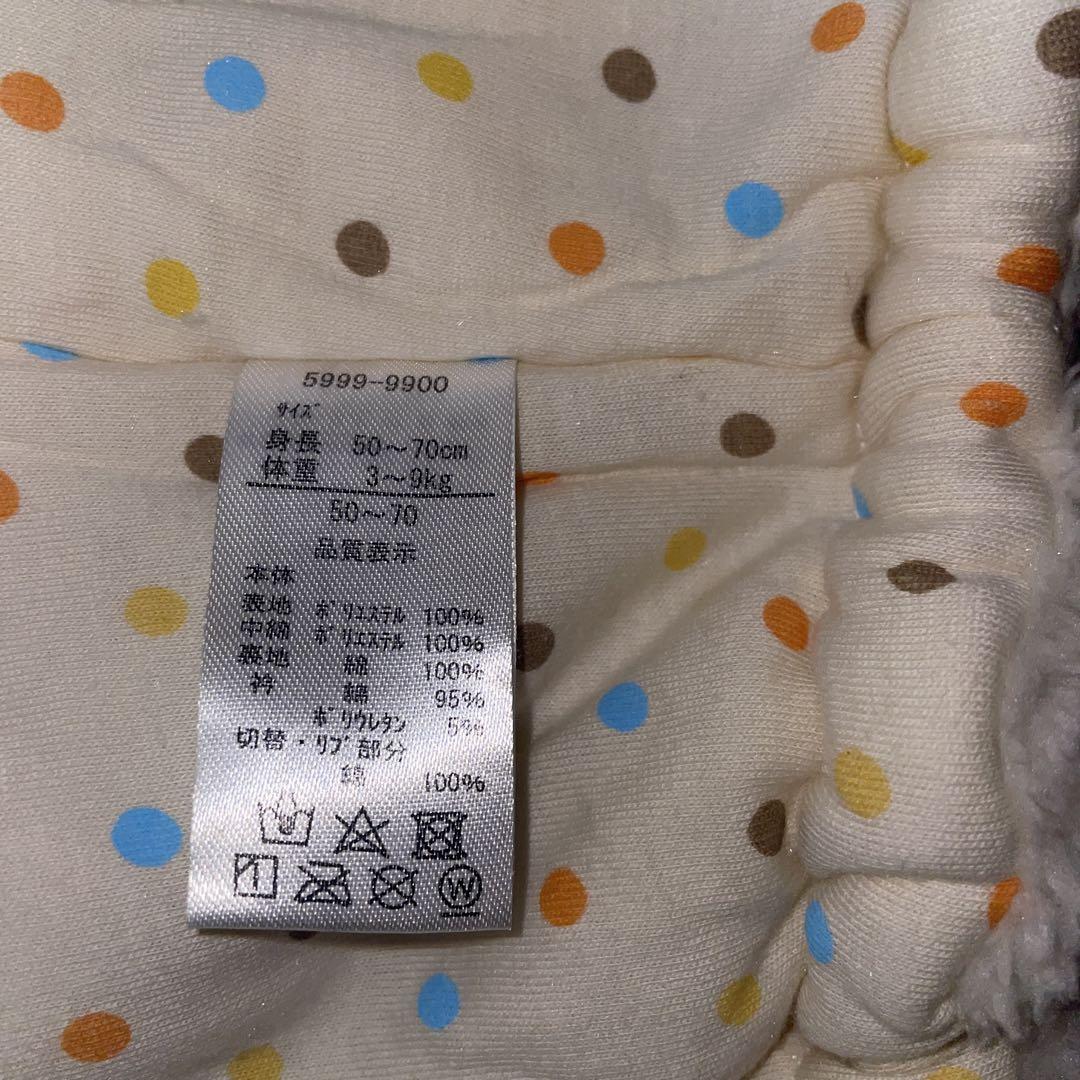 5999-9900
サイズ
身長 50～70cm
体重 3～9kg
50～70
品質表示
本体
表地 ポリエステル 100%
中綿 ポリエステル 100%
裏地 綿 100%
衿 綿 95%
ポリウレタン 5%
切替・リブ部分
綿 100%
W